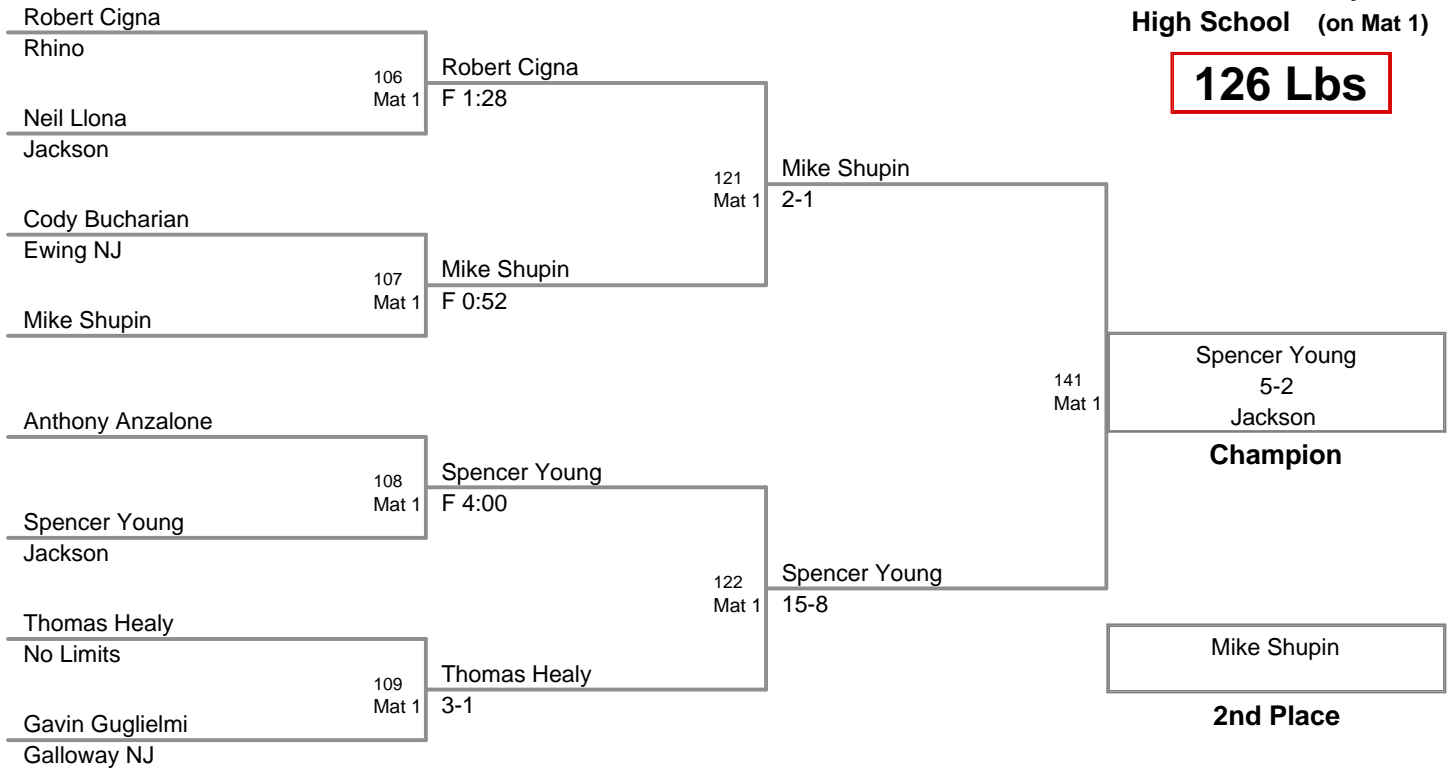 High School (on Mat 1)
126 Lbs
Robert Cigna
Rhino
106
Mat 1
Robert Cigna
F 1:28
Neil Llona
Jackson
121
Mat 1
Mike Shupin
2-1
Cody Bucharian
Ewing NJ
107
Mat 1
Mike Shupin
F 0:52
Mike Shupin
141
Mat 1
Spencer Young
5-2
Jackson
Champion
Anthony Anzalone
108
Mat 1
Spencer Young
F 4:00
Spencer Young
Jackson
122
Mat 1
Spencer Young
15-8
Thomas Healy
No Limits
109
Mat 1
Thomas Healy
3-1
Gavin Guglielmi
Galloway NJ
Mike Shupin
2nd Place